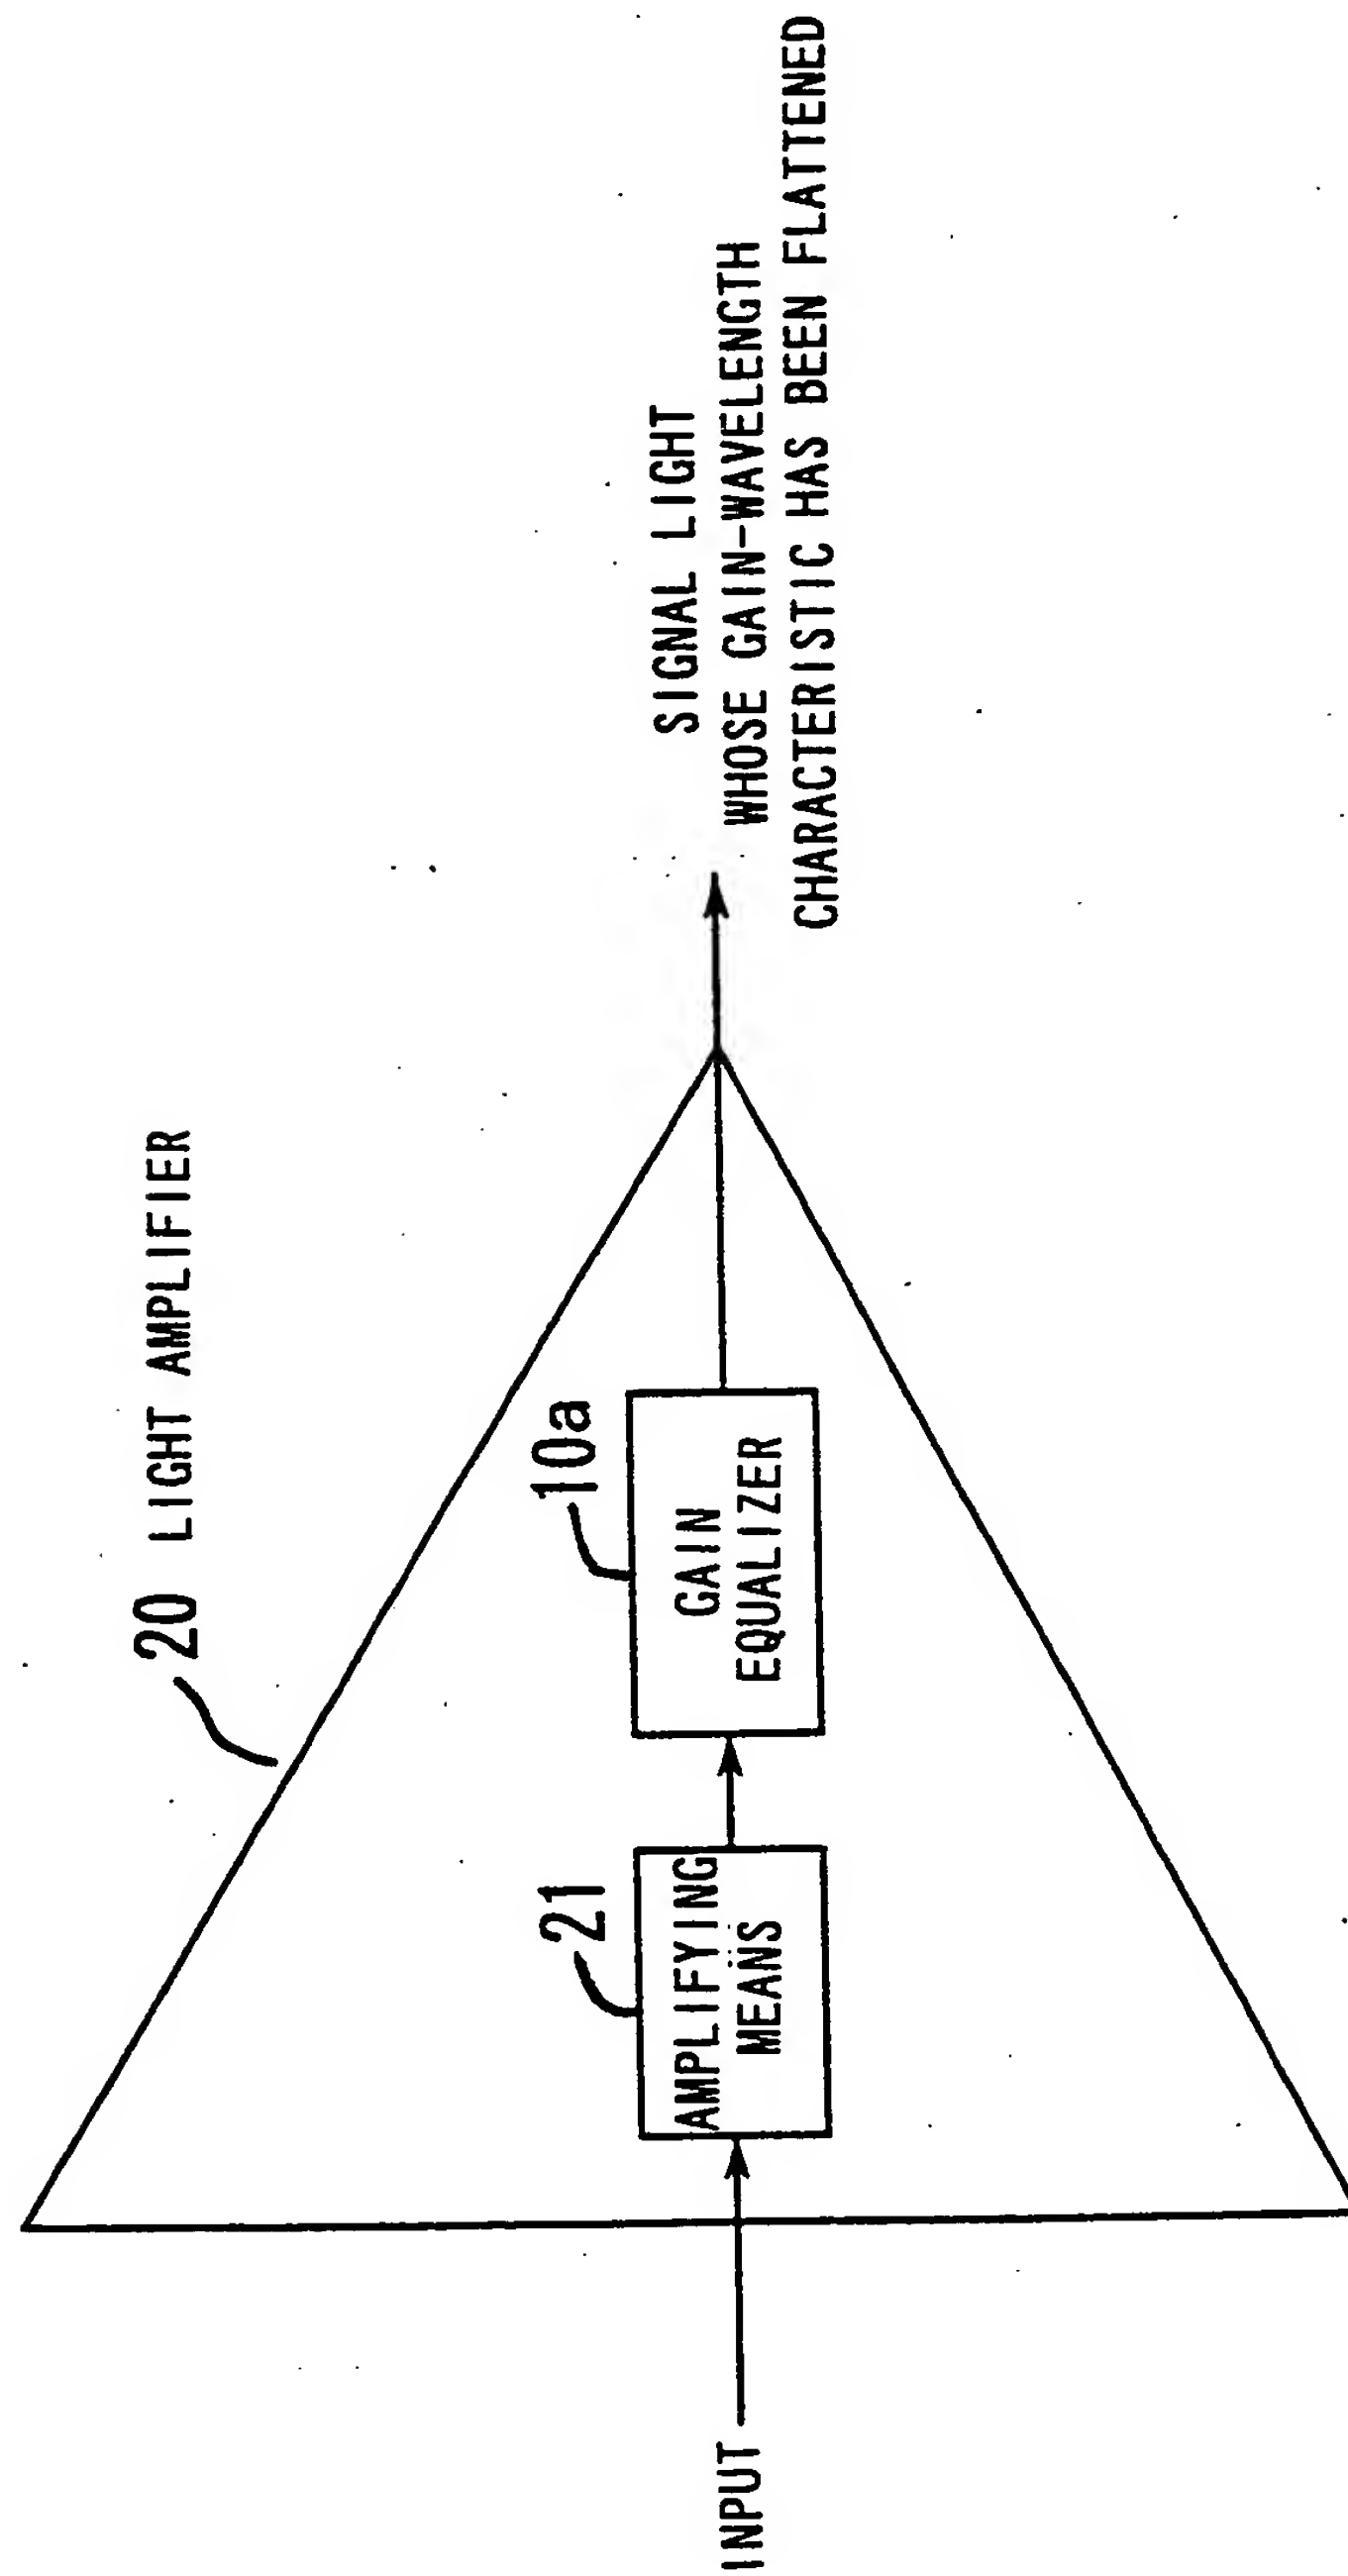 20 LIGHT AMPLIFIER
INPUT
21
AMPLIFYING
MEANS
10a
GAIN
EQUALIZER
SIGNAL LIGHT
WHOSE GAIN-WAVELENGTH
CHARACTERISTIC HAS BEEN FLATTENED